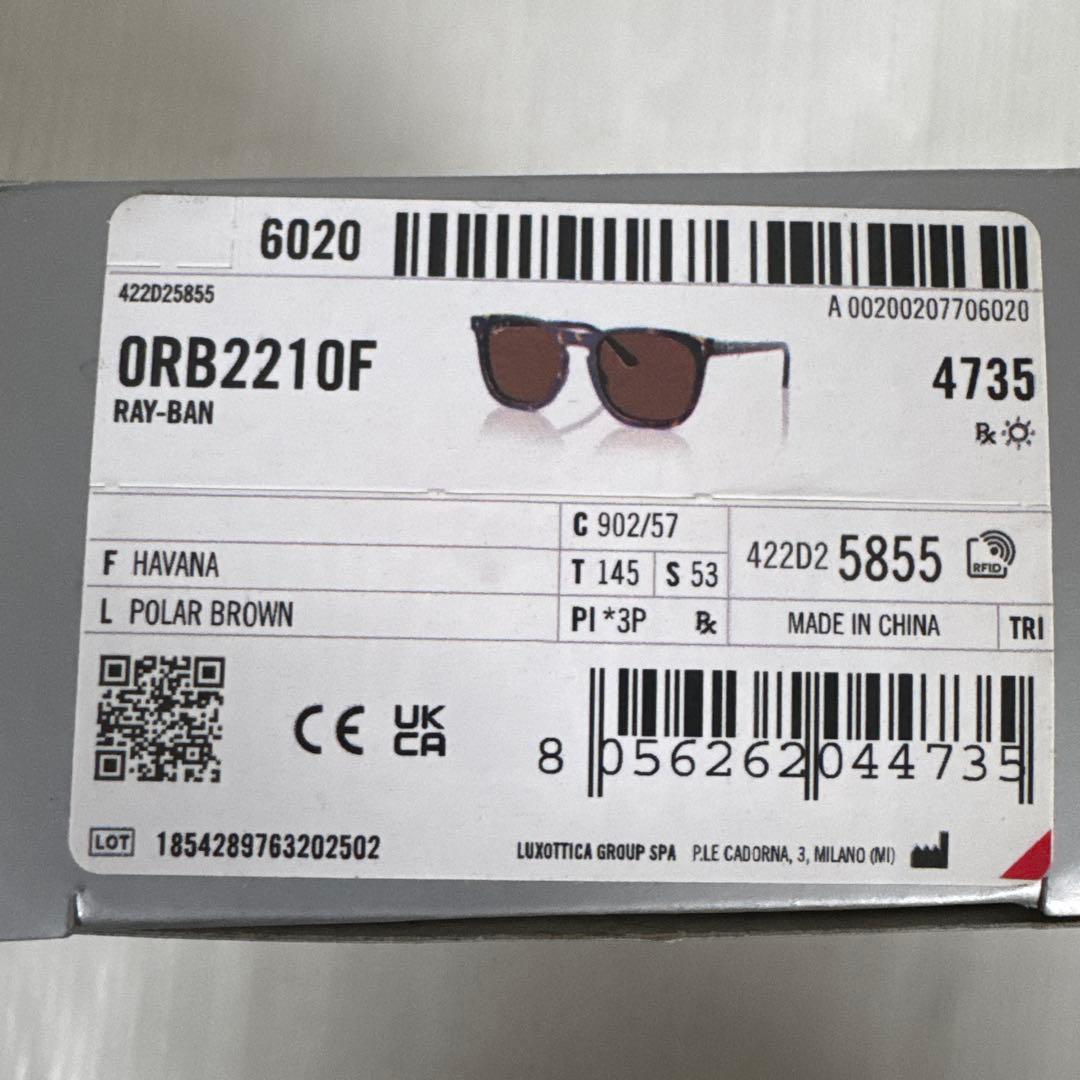 6020
422D25855
A 00200207706020
0RB2210F
4735
RAY-BAN
Rx
C 902/57
F HAVANA
T 145 S 53
422D2 5855
RFID
L POLAR BROWN
PI *3P Rx
MADE IN CHINA
TRI
CE UK CA
8 056262 044735
LOT 1854289763202502
LUXOTTICA GROUP SPA P.LE CADORNA, 3, MILANO (MI)